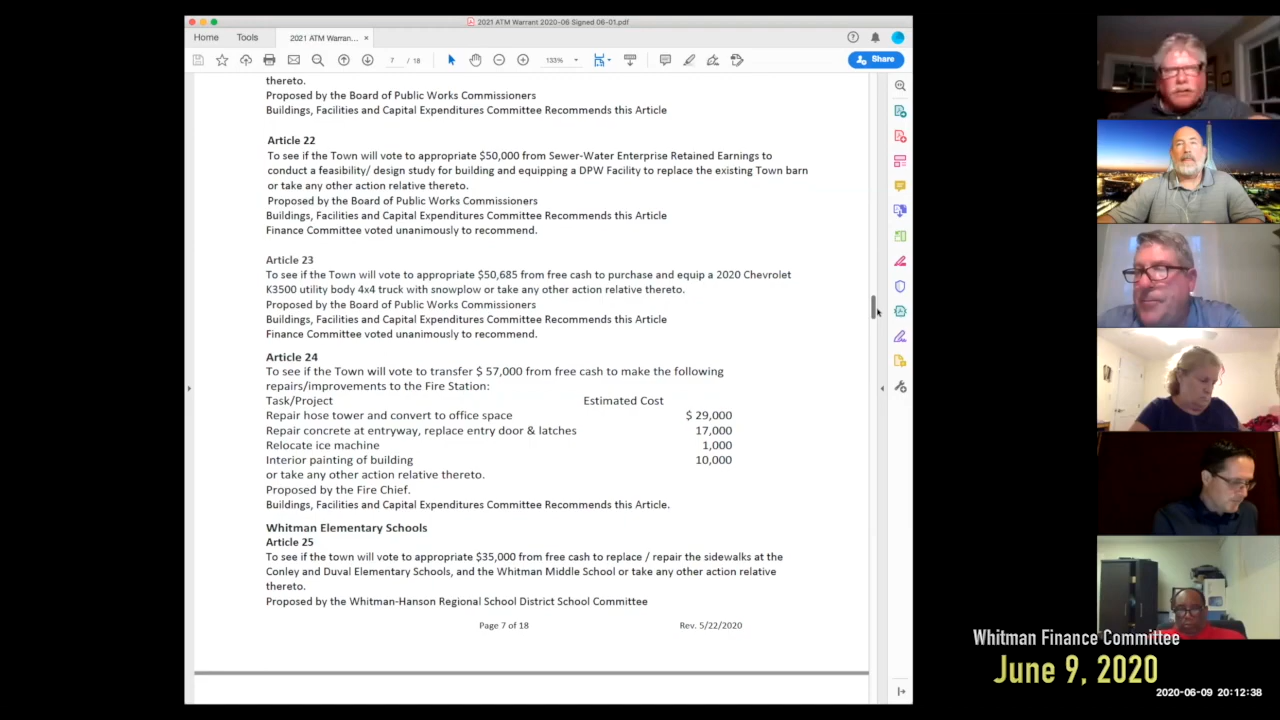 2021 ATM Warrant 2020-06 Signed 06-01.pdf
Home Tools 2021 ATM Warran... ×
7 / 18 133% Share
thereto.
Proposed by the Board of Public Works Commissioners
Buildings, Facilities and Capital Expenditures Committee Recommends this Article
Article 22
To see if the Town will vote to appropriate $50,000 from Sewer-Water Enterprise Retained Earnings to
conduct a feasibility/ design study for building and equipping a DPW Facility to replace the existing Town barn
or take any other action relative thereto.
Proposed by the Board of Public Works Commissioners
Buildings, Facilities and Capital Expenditures Committee Recommends this Article
Finance Committee voted unanimously to recommend.
Article 23
To see if the Town will vote to appropriate $50,685 from free cash to purchase and equip a 2020 Chevrolet
K3500 utility body 4x4 truck with snowplow or take any other action relative thereto.
Proposed by the Board of Public Works Commissioners
Buildings, Facilities and Capital Expenditures Committee Recommends this Article
Finance Committee voted unanimously to recommend.
Article 24
To see if the Town will vote to transfer $ 57,000 from free cash to make the following
repairs/improvements to the Fire Station:
Task/Project Estimated Cost
Repair hose tower and convert to office space $ 29,000
Repair concrete at entryway, replace entry door & latches 17,000
Relocate ice machine 1,000
Interior painting of building 10,000
or take any other action relative thereto.
Proposed by the Fire Chief.
Buildings, Facilities and Capital Expenditures Committee Recommends this Article.
Whitman Elementary Schools
Article 25
To see if the town will vote to appropriate $35,000 from free cash to replace / repair the sidewalks at the
Conley and Duval Elementary Schools, and the Whitman Middle School or take any other action relative
thereto.
Proposed by the Whitman-Hanson Regional School District School Committee
Page 7 of 18 Rev. 5/22/2020
Whitman Finance Committee
June 9, 2020
2020-06-09 20:12:38